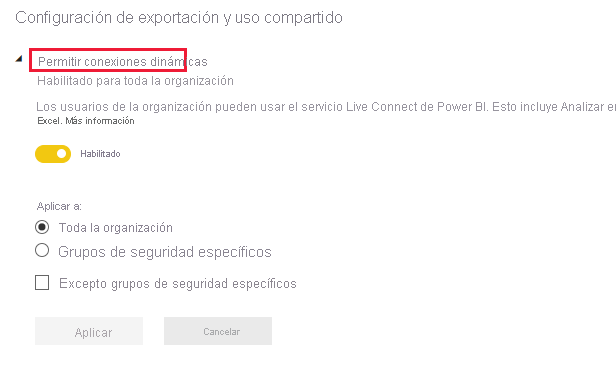 Configuración de exportación y uso compartido
Permitir conexiones dinámicas
Habilitado para toda la organización
Los usuarios de la organización pueden usar el servicio Live Connect de Power BI. Esto incluye Analizar en
Excel. Más información
Habilitado
Aplicar a:
Toda la organización
Grupos de seguridad específicos
Excepto grupos de seguridad específicos
Aplicar
Cancelar